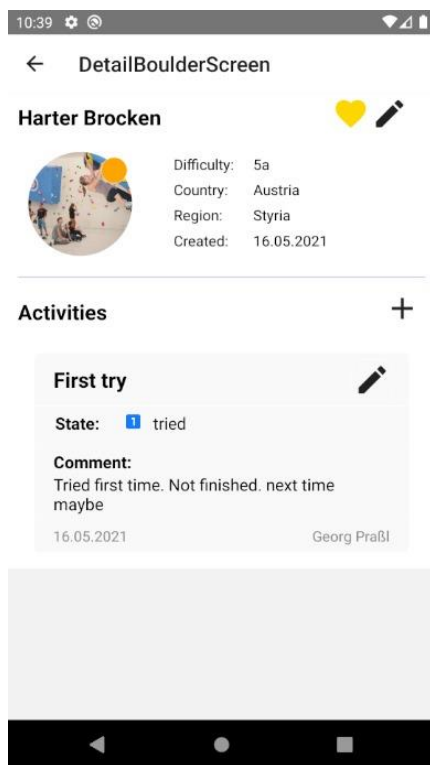 10:39
DetailBoulderScreen
Harter Brocken
Difficulty: 5a
Country: Austria
Region: Styria
Created: 16.05.2021
Activities
First try
State: 1 tried
Comment:
Tried first time. Not finished. next time
maybe
16.05.2021 Georg Praßl